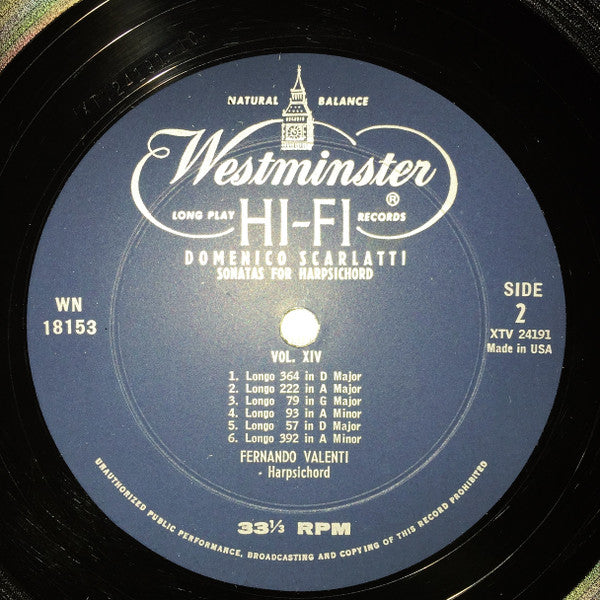 NATURAL BALANCE
Westminster ®
LONG PLAY HI-FI RECORDS
DOMENICO SCARLATTI
SONATAS FOR HARPSICHORD
WN
18153
SIDE
2
XTV 24191
Made in USA
VOL. XIV
1. Longo 364 in D Major
2. Longo 222 in A Major
3. Longo 79 in G Major
4. Longo 93 in A Minor
5. Longo 57 in D Major
6. Longo 392 in A Minor
FERNANDO VALENTI
- Harpsichord
33⅓ RPM
UNAUTHORIZED PUBLIC PERFORMANCE, BROADCASTING AND COPYING OF THIS RECORD PROHIBITED